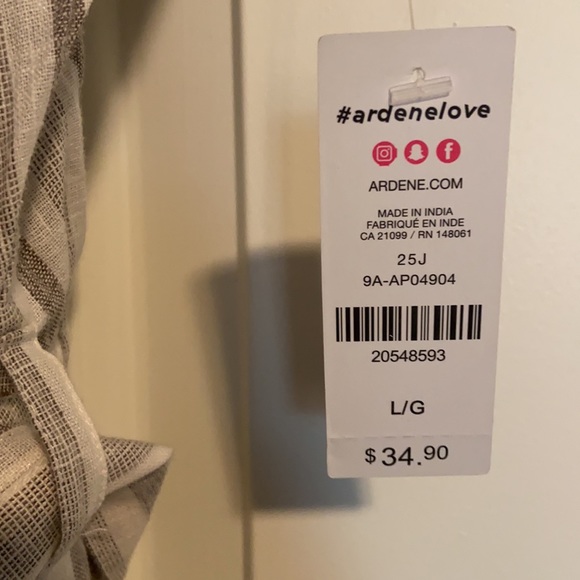 #ardenelove
ARDENE.COM
MADE IN INDIA
FABRIQUÉ EN INDE
CA 21099 / RN 148061
25J
9A-AP04904
20548593
L/G
$ 34.90